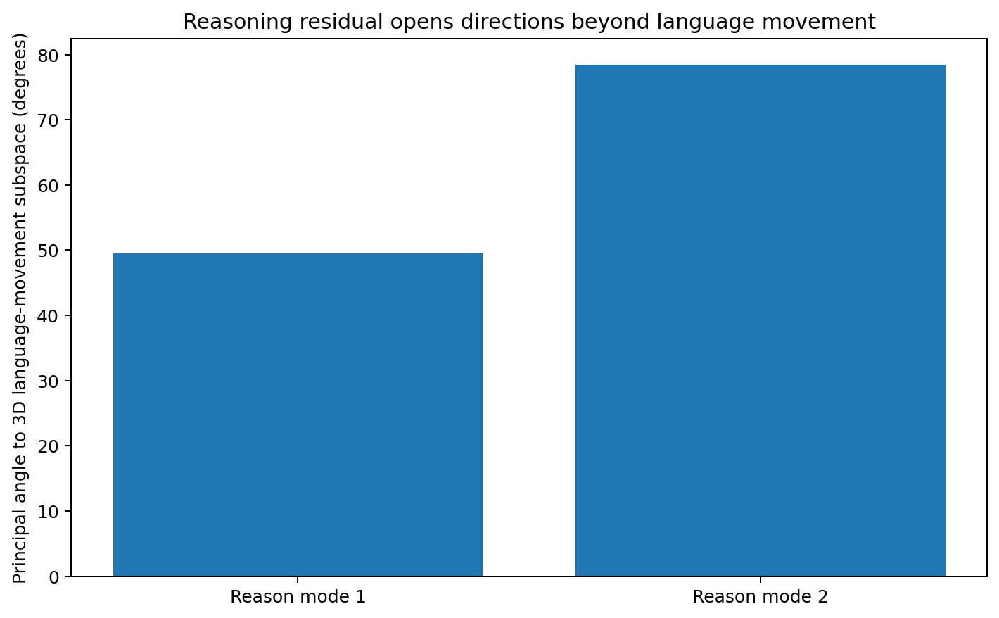 Reasoning residual opens directions beyond language movement
Principal angle to 3D language-movement subspace (degrees)
80
70
60
50
40
30
20
10
0
Reason mode 1
Reason mode 2